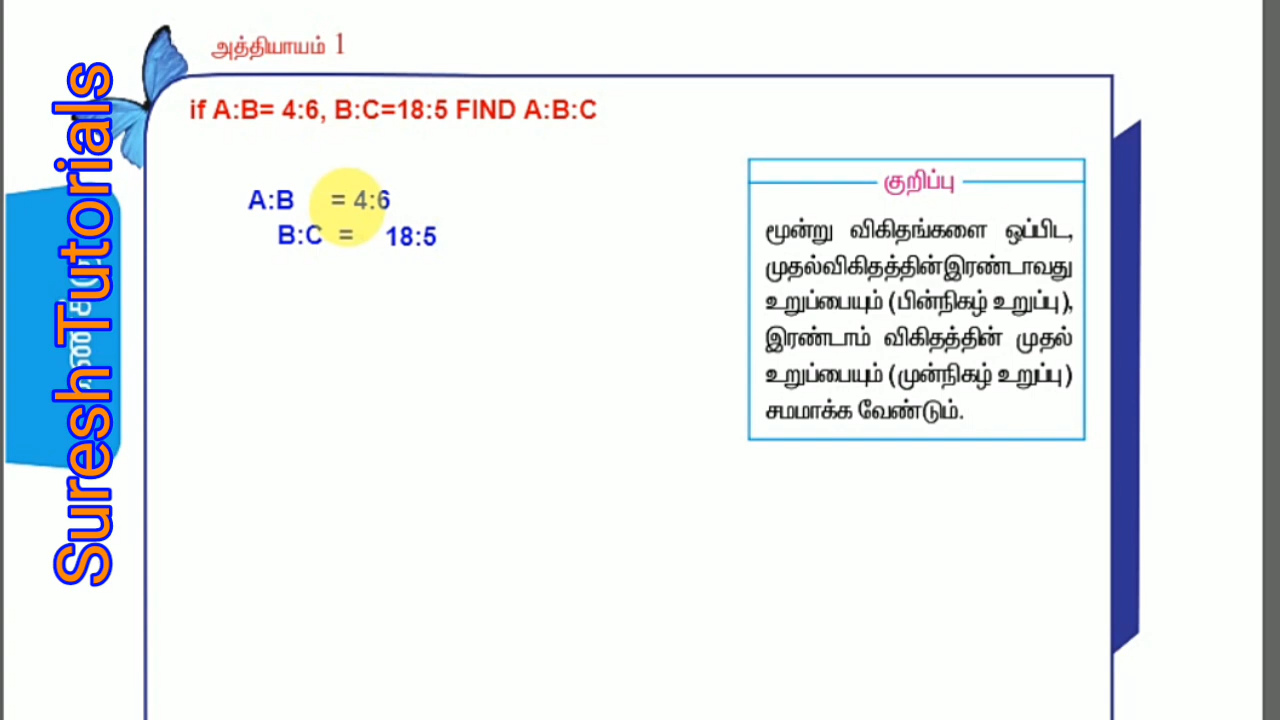 அத்தியாயம் 1
if A:B= 4:6, B:C=18:5 FIND A:B:C
A:B = 4:6
B:C = 18:5
குறிப்பு
மூன்று விகிதங்களை ஒப்பிட,
முதல்விகிதத்தின்இரண்டாவது
உறுப்பையும் (பின்நிகழ் உறுப்பு),
இரண்டாம் விகிதத்தின் முதல்
உறுப்பையும் (முன்நிகழ் உறுப்பு)
சமமாக்க வேண்டும்.
Suresh Tutorials